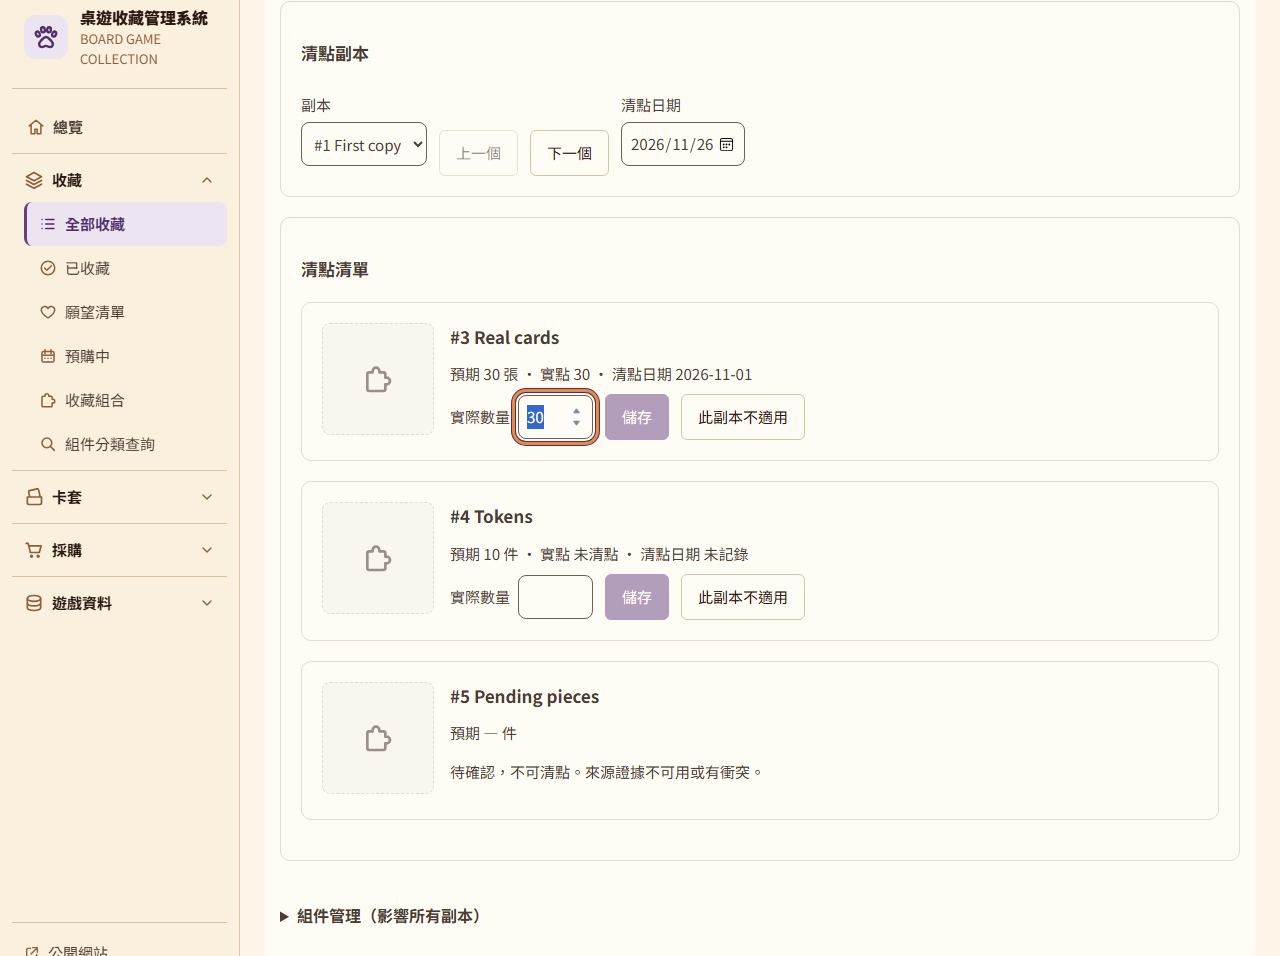 桌遊收藏管理系統
BOARD GAME
COLLECTION
總覽
收藏
全部收藏
已收藏
願望清單
預購中
收藏組合
組件分類查詢
卡套
採購
遊戲資料
公開網站
清點副本
副本
清點日期
#1 First copy
上一個
下一個
2026/11/26
清點清單
#3 Real cards
預期 30 張 · 實點 30 · 清點日期 2026-11-01
實際數量 30 儲存 此副本不適用
#4 Tokens
預期 10 件 · 實點 未清點 · 清點日期 未記錄
實際數量 儲存 此副本不適用
#5 Pending pieces
預期 — 件
待確認，不可清點。來源證據不可用或有衝突。
組件管理（影響所有副本）